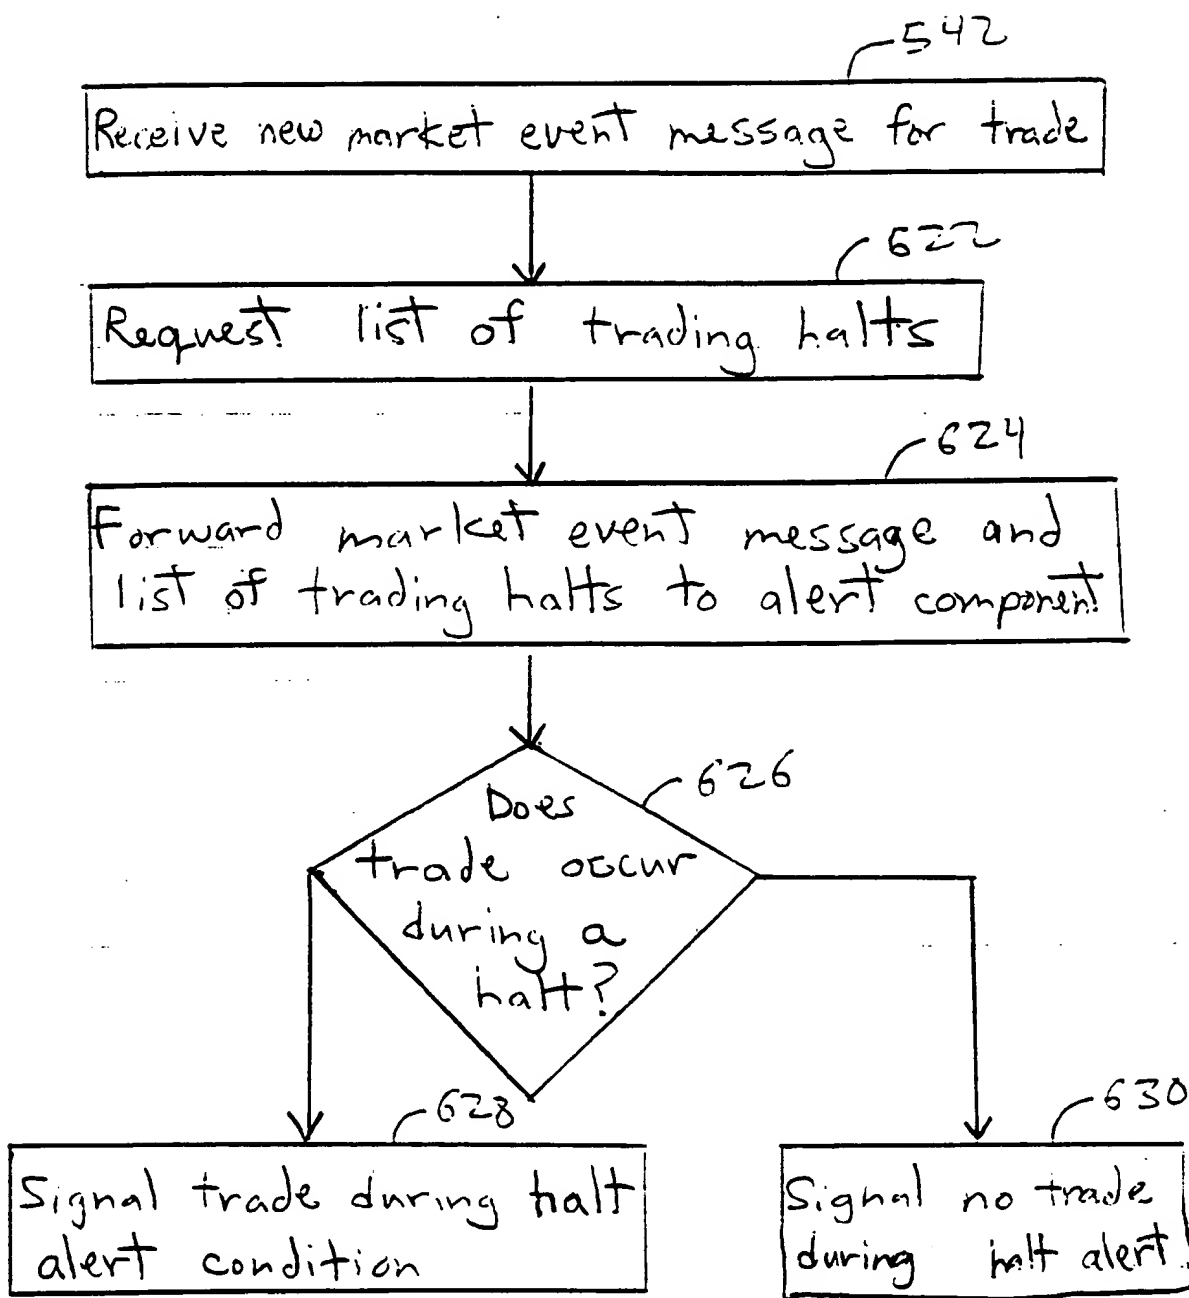 542
Receive new market event message for trade
622
Request list of trading halts
624
Forward market event message and
list of trading halts to alert component
626
Does
trade occur
during a
halt?
628
Signal trade during halt
alert condition
630
Signal no trade
during halt alert